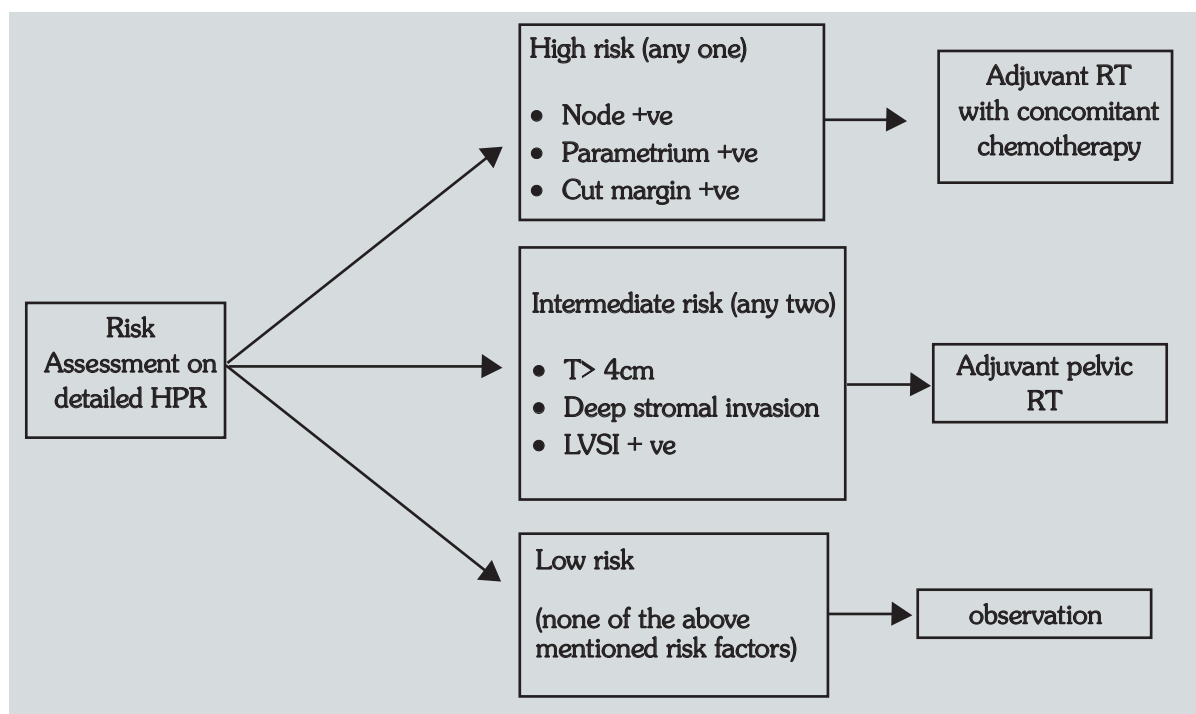 Risk
Assessment on
detailed HPR
High risk (any one)
• Node +ve
• Parametrium +ve
• Cut margin +ve
Adjuvant RT
with concomitant
chemotherapy
Intermediate risk (any two)
• T> 4cm
• Deep stromal invasion
• LVSI + ve
Adjuvant pelvic
RT
Low risk
(none of the above
mentioned risk factors)
observation